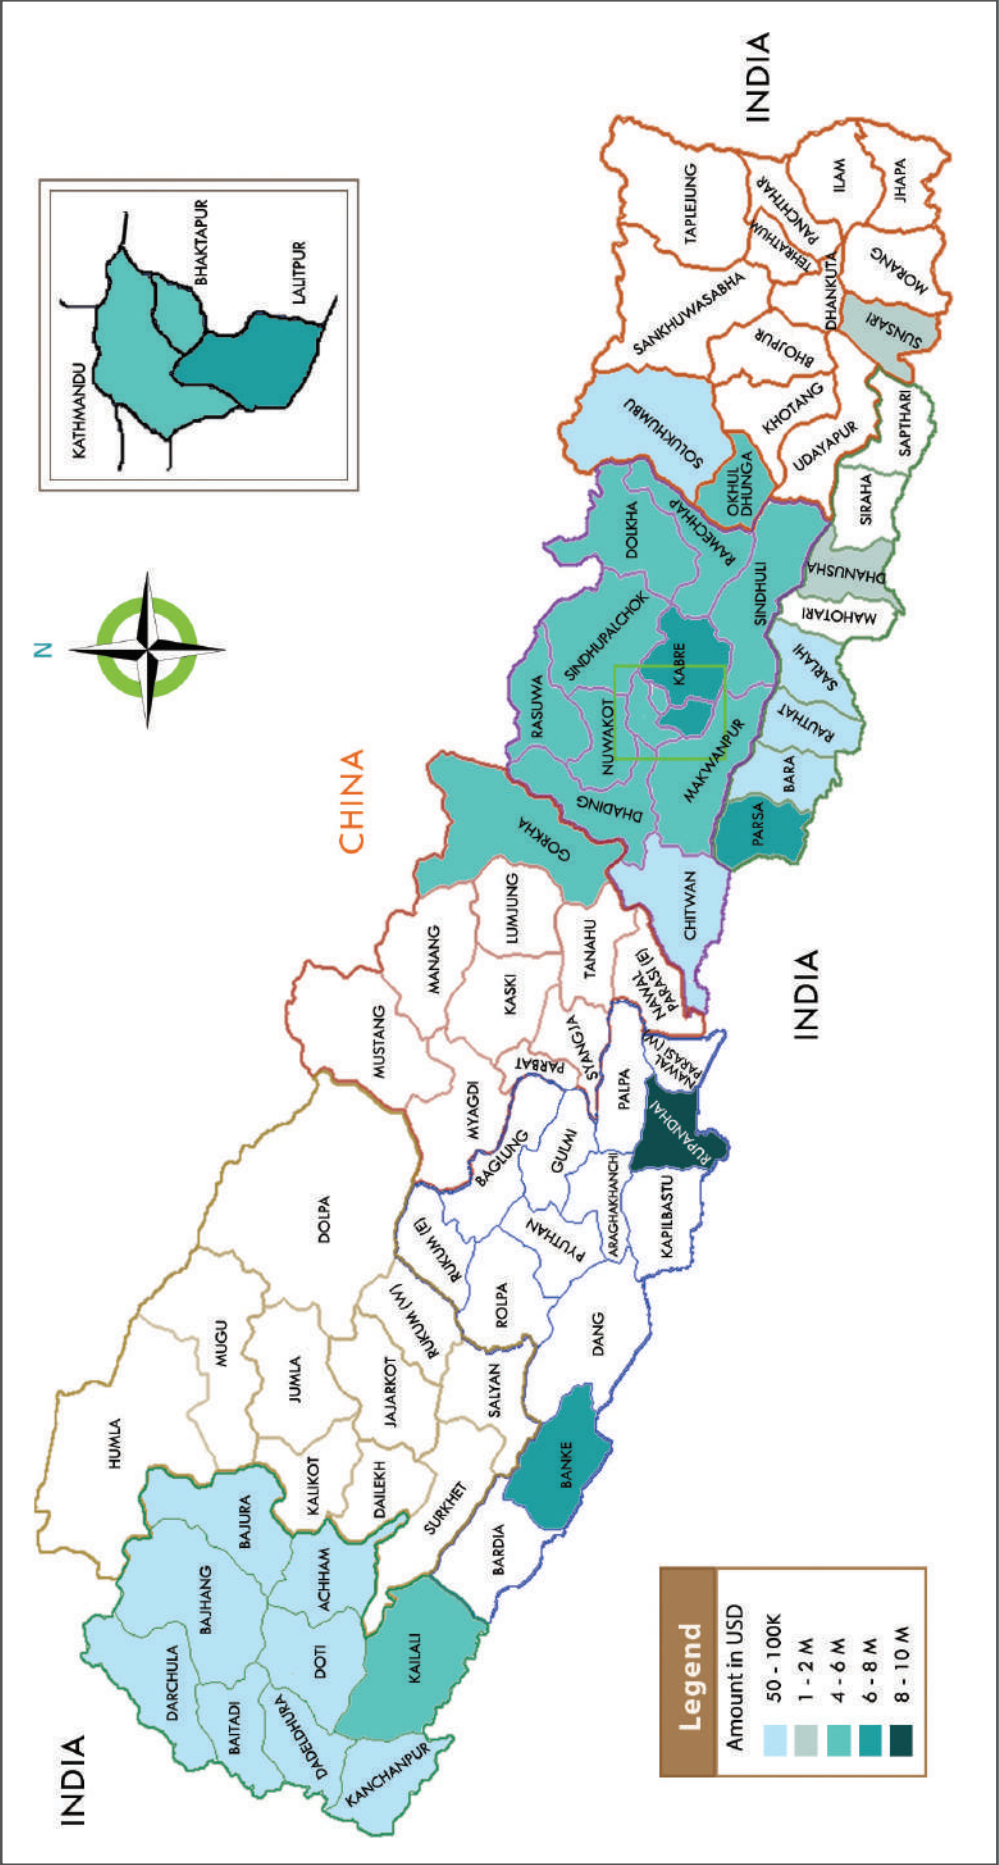 N
CHINA
INDIA
INDIA
INDIA
KATHMANDU
BHAKTAPUR
LALITPUR
HUMLA
DARCHULA
BAJHANG
BAJURA
BAITADI
DADELDHURA
DOTI
ACHHAM
KANCHANPUR
KAILALI
MUGU
JUMLA
KALIKOT
DAILEKH
JAJARKOT
DOLPA
RUKUM (W)
SALYAN
SURKHET
BARDIA
BANKE
DANG
ROLPA
RUKUM (E)
PYUTHAN
BAGLUNG
GULMI
ARGHAKHANCHI
KAPILBASTU
PALPA
RUPANDHAI
NAWAL
PARASI (W)
MUSTANG
MANANG
MYAGDI
KASKI
LUMJUNG
PARBAT
SYANGJA
TANAHU
NAWAL
PARASI (E)
GORKHA
CHITWAN
DHADING
RASUWA
NUWAKOT
SINDHUPALCHOK
KABRE
MAKWANPUR
DOLKHA
RAMECHHAP
SINDHULI
PARSA
BARA
RAUTHAT
SARLAHI
MAHOTARI
DHANUSHA
SIRAHA
SAPTHARI
SOLUKHUMBU
OKHUL
DHUNGA
KHOTANG
UDAYAPUR
BHOJPUR
SANKHUWASABHA
TAPLEJUNG
TEHRATHUM
PANCHTHAR
DHANKUTA
ILAM
JHAPA
MORANG
SUNSARI
Legend
Amount in USD
50 - 100K
1 - 2 M
4 - 6 M
6 - 8 M
8 - 10 M